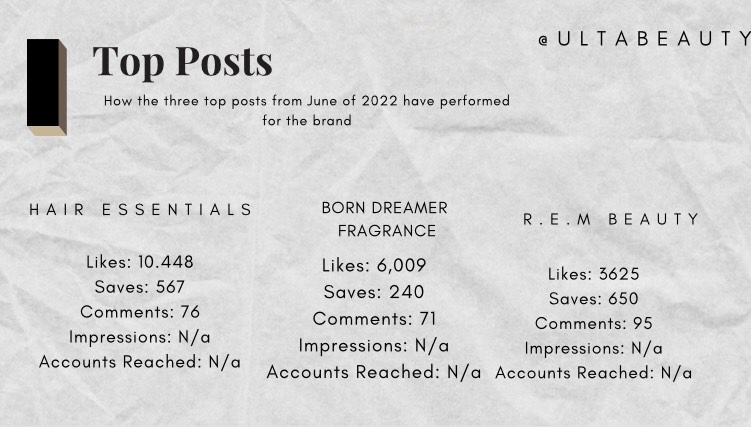 @ULTABEAUTY
Top Posts
How the three top posts from June of 2022 have performed
for the brand
HAIR ESSENTIALS
Likes: 10.448
Saves: 567
Comments: 76
Impressions: N/a
Accounts Reached: N/a
BORN DREAMER
FRAGRANCE
Likes: 6,009
Saves: 240
Comments: 71
Impressions: N/a
Accounts Reached: N/a
R.E.M BEAUTY
Likes: 3625
Saves: 650
Comments: 95
Impressions: N/a
Accounts Reached: N/a